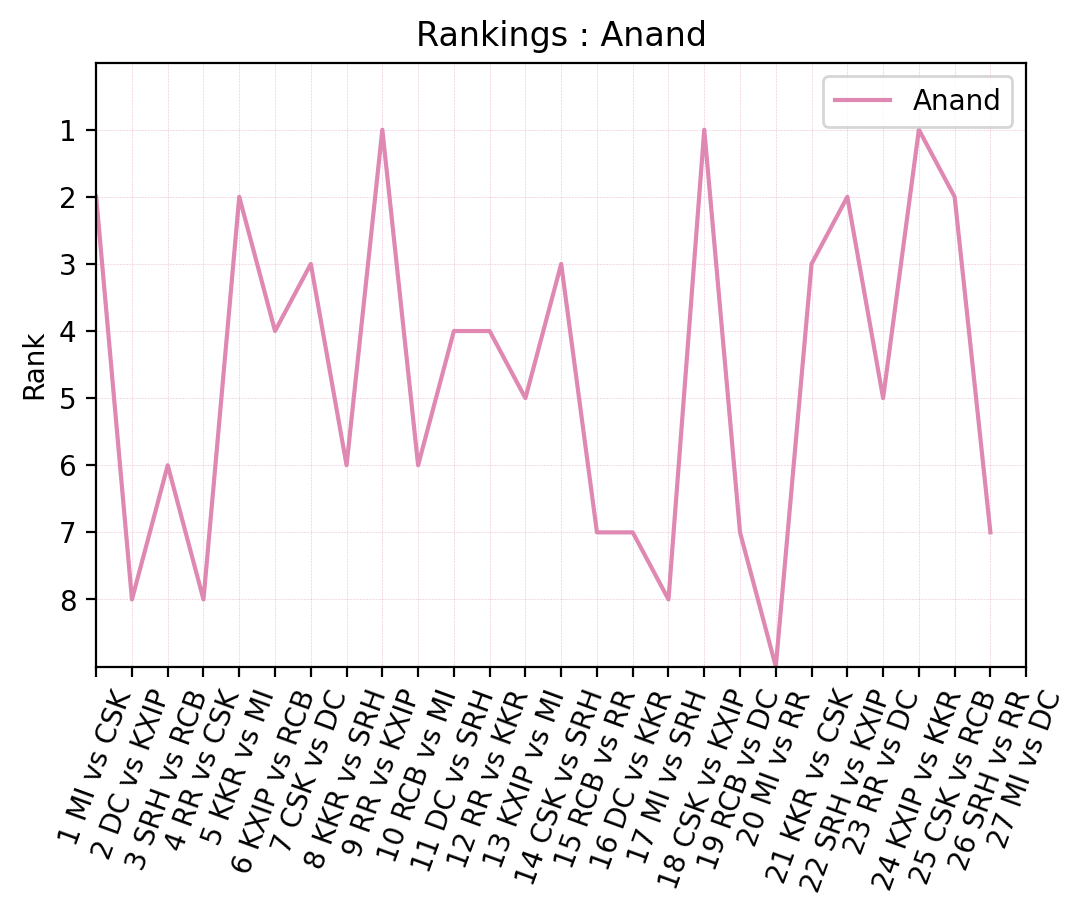 Rankings : Anand
Anand
Rank
1
2
3
4
5
6
7
8
1 MI vs CSK
2 DC vs KXIP
3 SRH vs RCB
4 RR vs CSK
5 KKR vs MI
6 KXIP vs RCB
7 CSK vs DC
8 KKR vs SRH
9 RR vs KXIP
10 RCB vs MI
11 DC vs SRH
12 RR vs KKR
13 KXIP vs MI
14 CSK vs SRH
15 RCB vs RR
16 DC vs KKR
17 MI vs SRH
18 CSK vs KXIP
19 RCB vs DC
20 MI vs RR
21 KKR vs CSK
22 SRH vs KXIP
23 RR vs DC
24 KXIP vs KKR
25 CSK vs RCB
26 SRH vs RR
27 MI vs DC